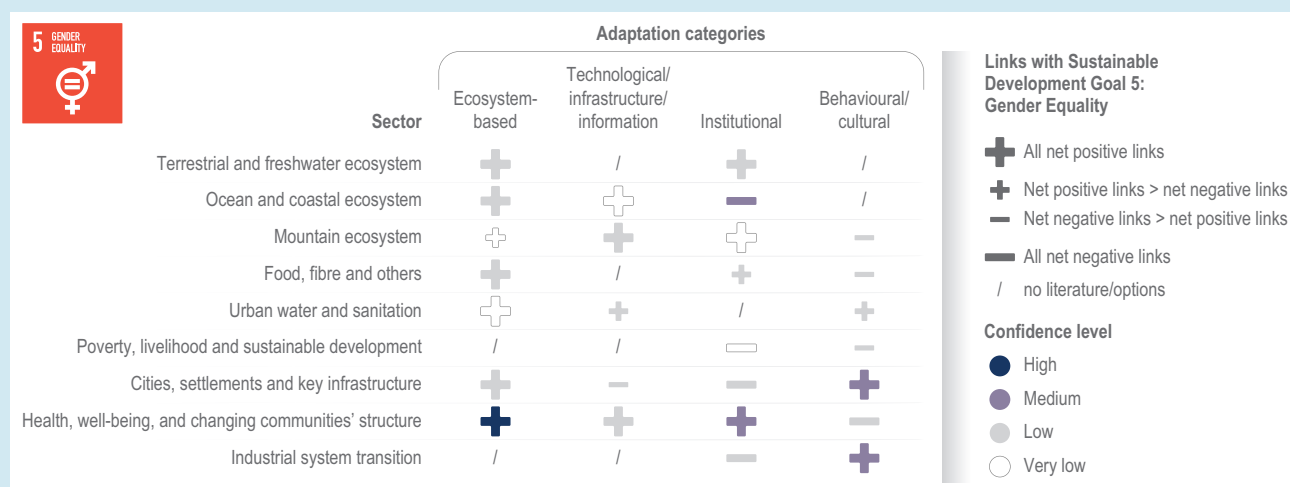 5 GENDER
EQUALITY
Adaptation categories
Sector
Ecosystem-
based
Technological/
infrastructure/
information
Institutional
Behavioural/
cultural
Terrestrial and freshwater ecosystem / /
Ocean and coastal ecosystem /
Mountain ecosystem
Food, fibre and others /
Urban water and sanitation /
Poverty, livelihood and sustainable development / /
Cities, settlements and key infrastructure
Health, well-being, and changing communities’ structure
Industrial system transition / /
Links with Sustainable
Development Goal 5:
Gender Equality
All net positive links
Net positive links > net negative links
Net negative links > net positive links
All net negative links
/ no literature/options
Confidence level
High
Medium
Low
Very low